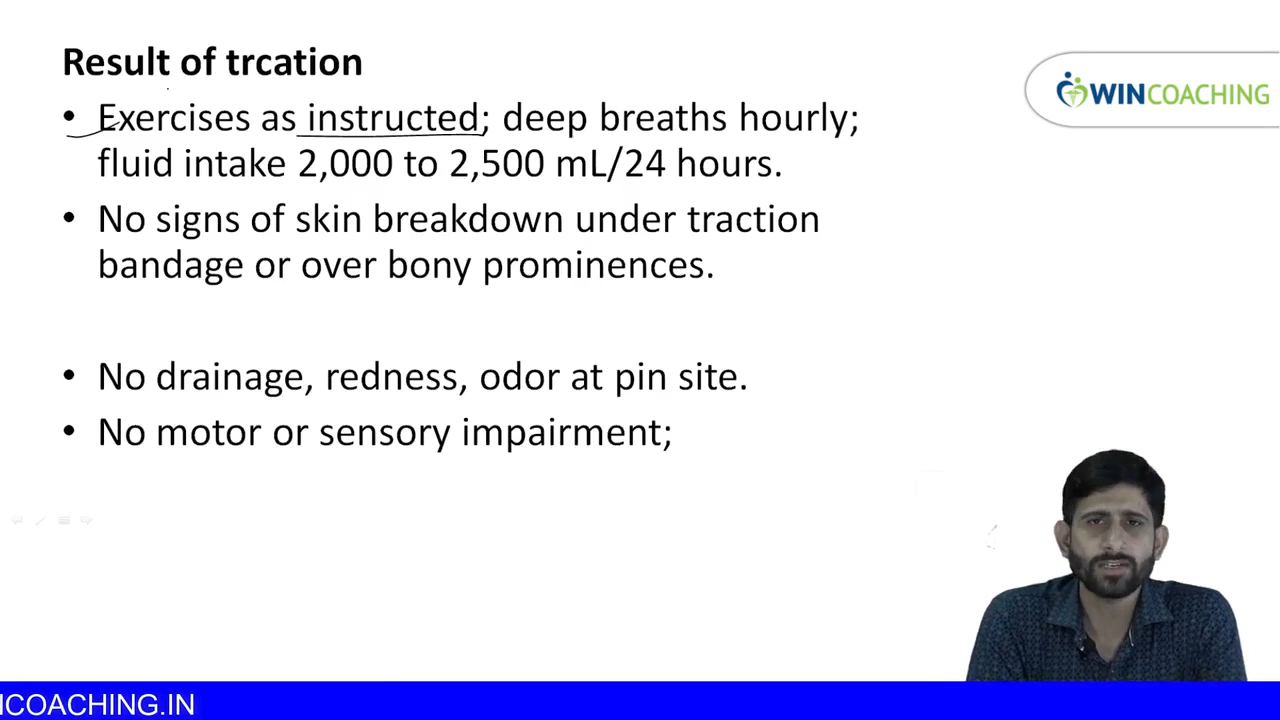 Result of trcation
• Exercises as instructed; deep breaths hourly;
fluid intake 2,000 to 2,500 mL/24 hours.
• No signs of skin breakdown under traction
bandage or over bony prominences.
• No drainage, redness, odor at pin site.
• No motor or sensory impairment;
WINCOACHING
NCOACHING.IN